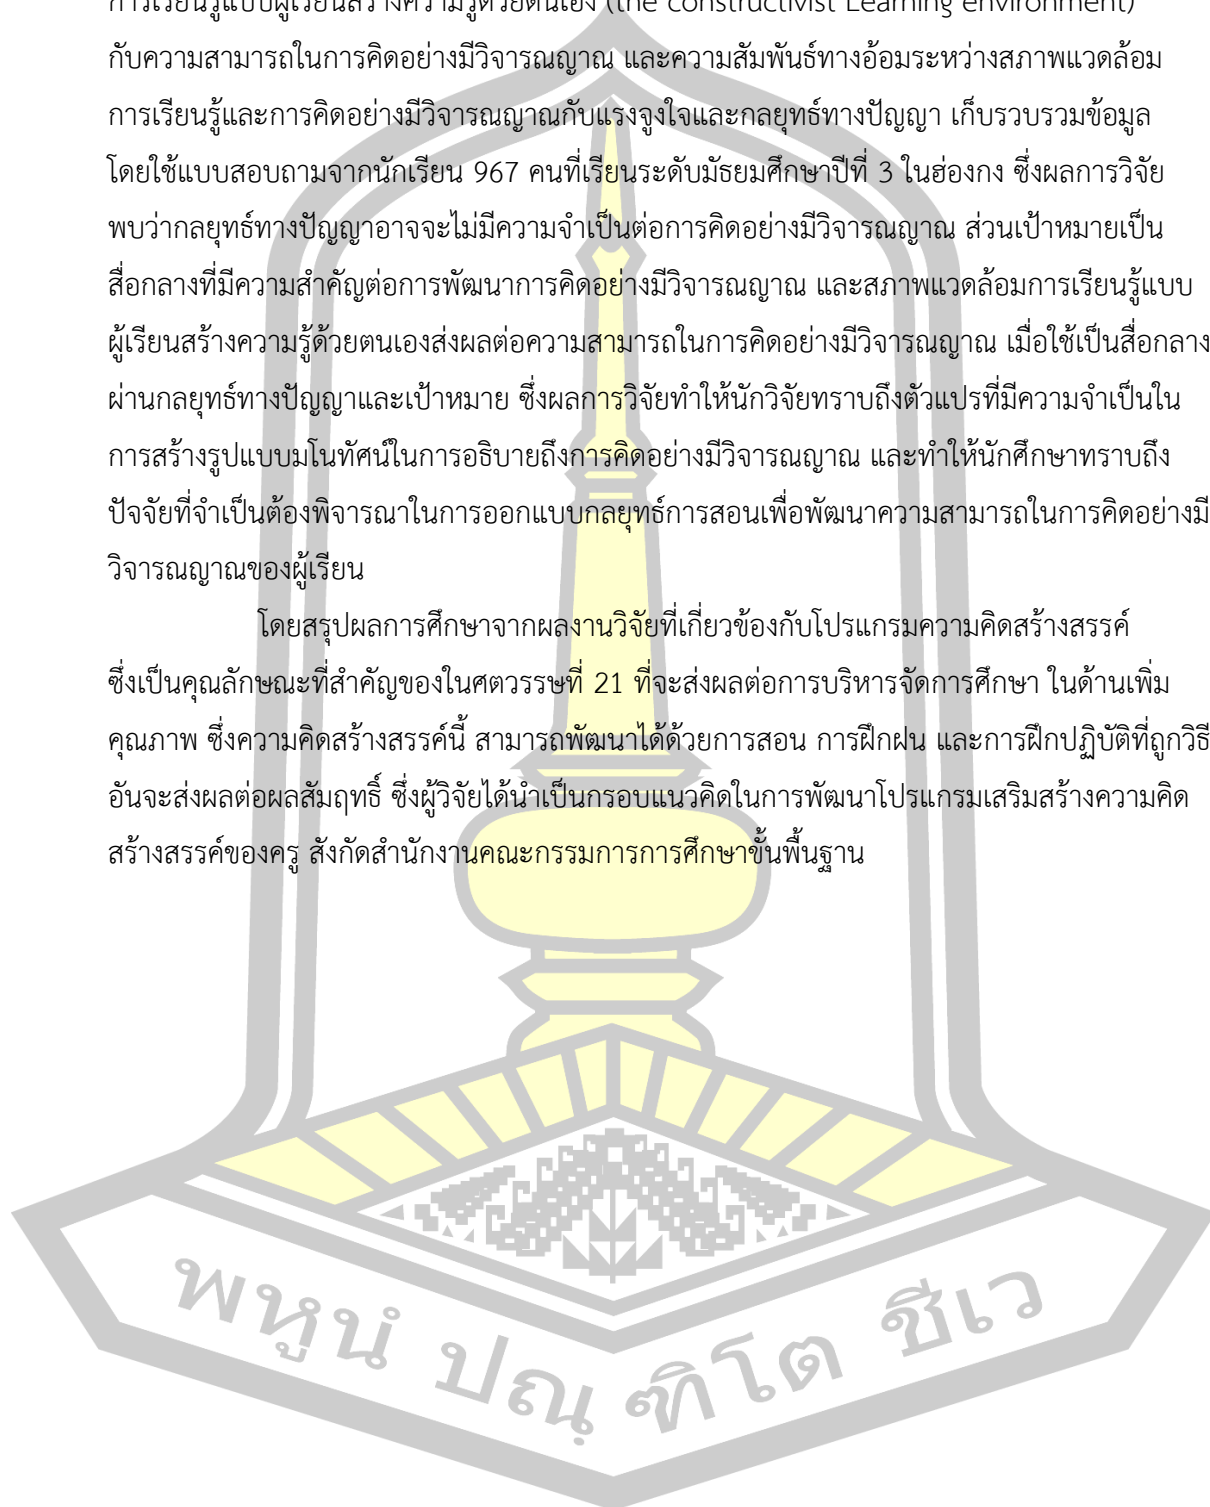 การเรียนรู้แบบผู้เรียนสร้างความรู้ด้วยตนเอง (the constructivist Learning environment)
กับความสามารถในการคิดอย่างมีวิจารณญาณ และความสัมพันธ์ทางอ้อมระหว่างสภาพแวดล้อม
การเรียนรู้และการคิดอย่างมีวิจารณญาณกับแรงจูงใจและกลยุทธ์ทางปัญญา เก็บรวบรวมข้อมูล
โดยใช้แบบสอบถามจากนักเรียน 967 คนที่เรียนระดับมัธยมศึกษาปีที่ 3 ในฮ่องกง ซึ่งผลการวิจัย
พบว่ากลยุทธ์ทางปัญญาอาจจะไม่มีความจำเป็นต่อการคิดอย่างมีวิจารณญาณ ส่วนเป้าหมายเป็น
สื่อกลางที่มีความสำคัญต่อการพัฒนาการคิดอย่างมีวิจารณญาณ และสภาพแวดล้อมการเรียนรู้แบบ
ผู้เรียนสร้างความรู้ด้วยตนเองส่งผลต่อความสามารถในการคิดอย่างมีวิจารณญาณ เมื่อใช้เป็นสื่อกลาง
ผ่านกลยุทธ์ทางปัญญาและเป้าหมาย ซึ่งผลการวิจัยทำให้นักวิจัยทราบถึงตัวแปรที่มีความจำเป็นใน
การสร้างรูปแบบมโนทัศน์ในการอธิบายถึงการคิดอย่างมีวิจารณญาณ และทำให้นักศึกษาทราบถึง
ปัจจัยที่จำเป็นต้องพิจารณาในการออกแบบกลยุทธ์การสอนเพื่อพัฒนาความสามารถในการคิดอย่างมี
วิจารณญาณของผู้เรียน
โดยสรุปผลการศึกษาจากผลงานวิจัยที่เกี่ยวข้องกับโปรแกรมความคิดสร้างสรรค์
ซึ่งเป็นคุณลักษณะที่สำคัญของในศตวรรษที่ 21 ที่จะส่งผลต่อการบริหารจัดการศึกษา ในด้านเพิ่ม
คุณภาพ ซึ่งความคิดสร้างสรรค์นี้ สามารถพัฒนาได้ด้วยการสอน การฝึกฝน และการฝึกปฏิบัติที่ถูกวิธี
อันจะส่งผลต่อผลสัมฤทธิ์ ซึ่งผู้วิจัยได้นำเป็นกรอบแนวคิดในการพัฒนาโปรแกรมเสริมสร้างความคิด
สร้างสรรค์ของครู สังกัดสำนักงานคณะกรรมการการศึกษาขั้นพื้นฐาน
พหูนํ ปณฺฑิโต ชีเว